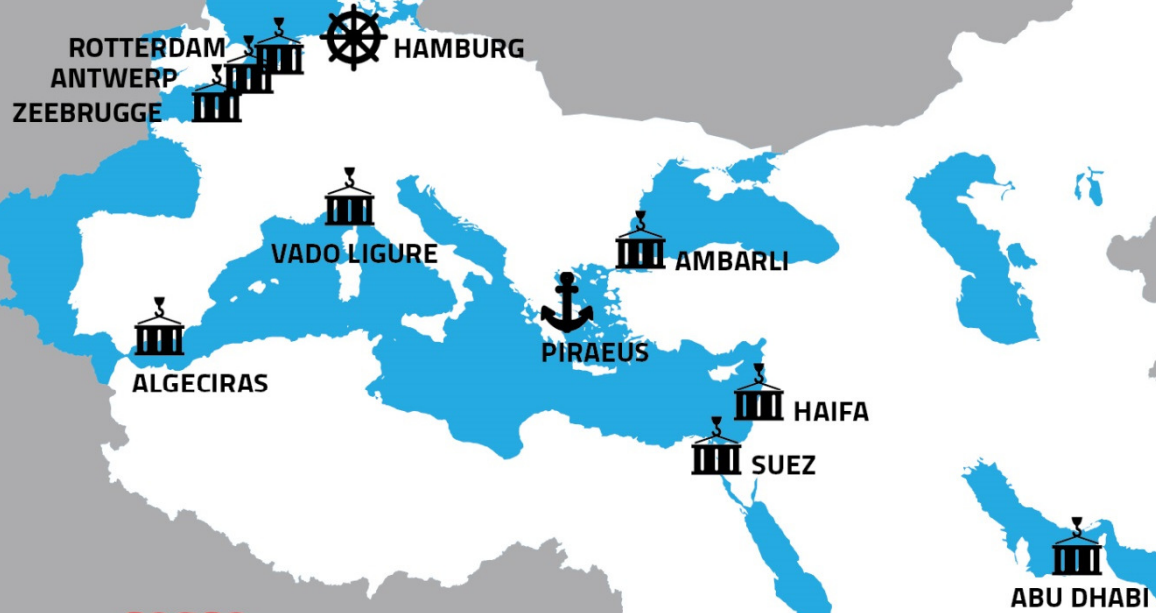 ROTTERDAM
HAMBURG
ANTWERP
ZEEBRUGGE
VADO LIGURE
AMBARLI
PIRAEUS
ALGECIRAS
HAIFA
SUEZ
ABU DHABI